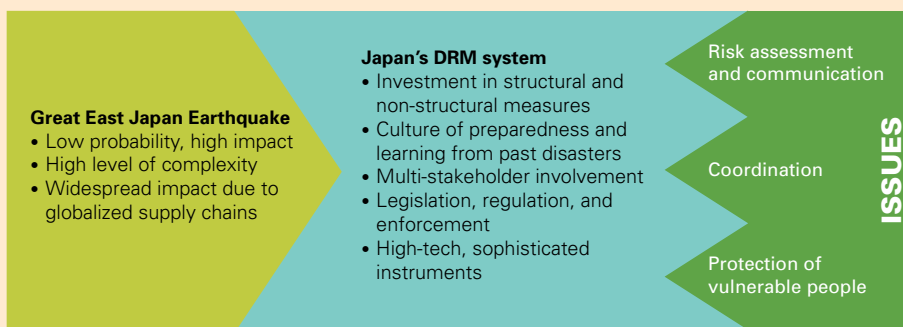 Great East Japan Earthquake
• Low probability, high impact
• High level of complexity
• Widespread impact due to
globalized supply chains
Japan’s DRM system
• Investment in structural and
non-structural measures
• Culture of preparedness and
learning from past disasters
• Multi-stakeholder involvement
• Legislation, regulation, and
enforcement
• High-tech, sophisticated
instruments
Risk assessment
and communication
Coordination
Protection of
vulnerable people
ISSUES